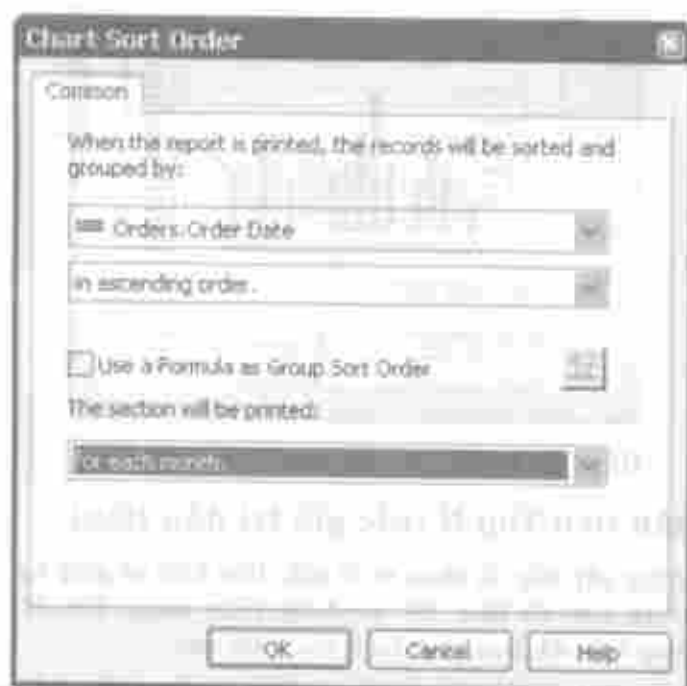 Chart Sort Order
Common
When the report is printed, the records will be sorted and
grouped by:
Orders.Order Date
in ascending order.
Use a Formula as Group Sort Order
The section will be printed:
for each month.
OK
Cancel
Help